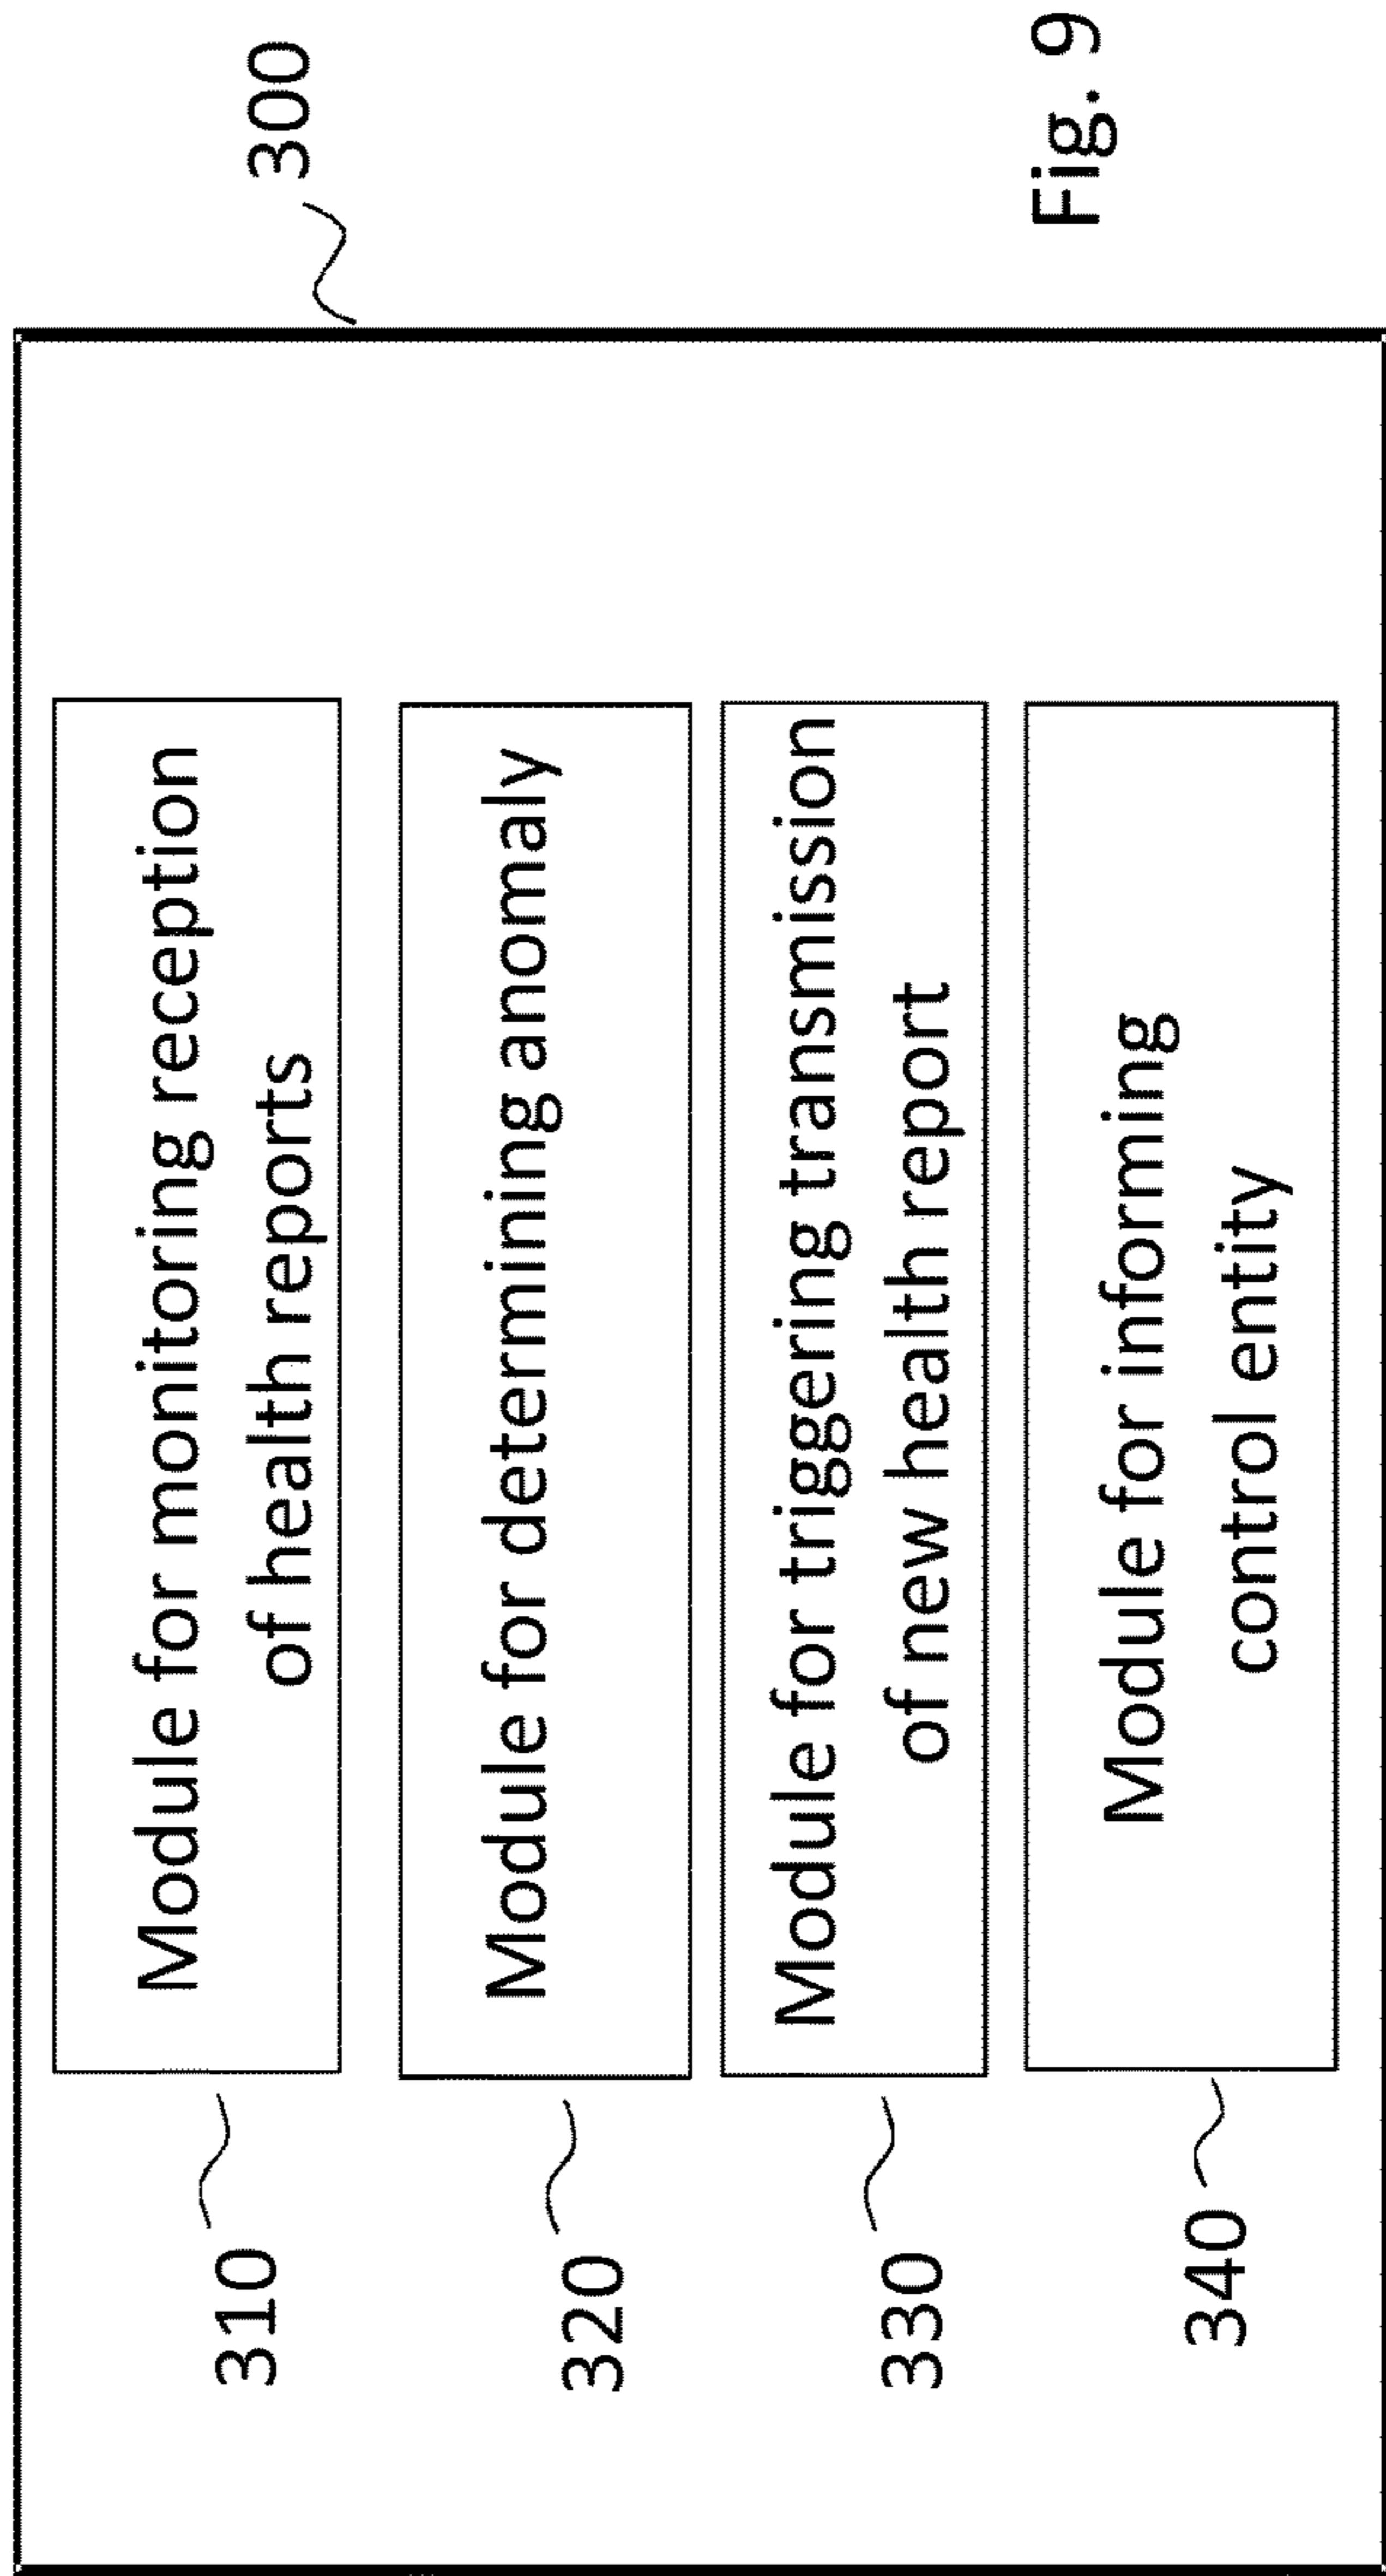 300
310
Module for monitoring reception
of health reports
320
Module for determining anomaly
330
Module for triggering transmission
of new health report
340
Module for informing
control entity
Fig. 9